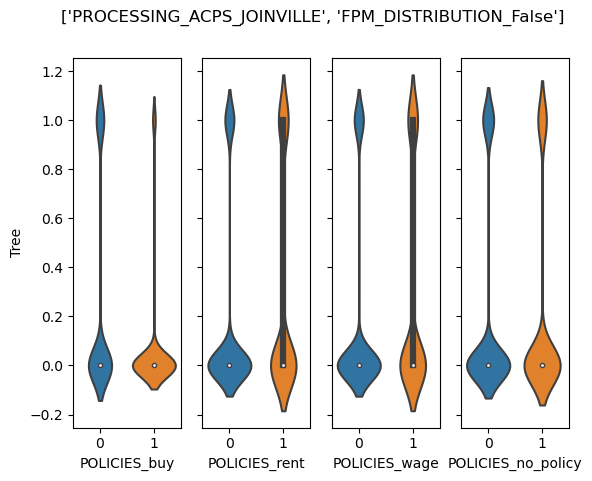 ['PROCESSING_ACPS_JOINVILLE', 'FPM_DISTRIBUTION_False']
Tree
1.2
1.0
0.8
0.6
0.4
0.2
0.0
−0.2
0 1
POLICIES_buy
0 1
POLICIES_rent
0 1
POLICIES_wage
0 1
POLICIES_no_policy